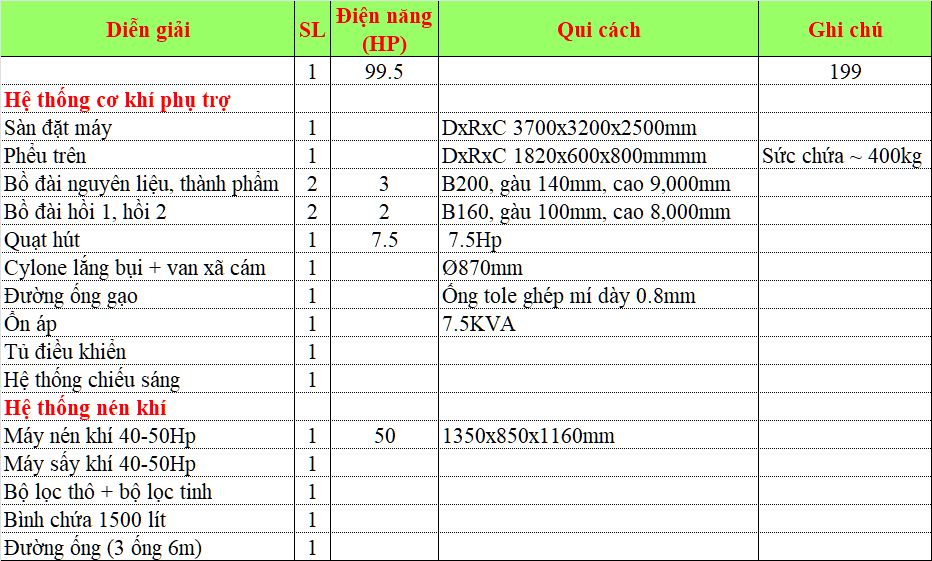 Diễn giải SL Điện năng (HP) Qui cách Ghi chú
1 99.5 199
Hệ thống cơ khí phụ trợ
Sàn đặt máy 1 DxRxC 3700x3200x2500mm
Phểu trên 1 DxRxC 1820x600x800mmmm Sức chứa ~ 400kg
Bồ đài nguyên liệu, thành phẩm 2 3 B200, gàu 140mm, cao 9,000mm
Bồ đài hồi 1, hồi 2 2 2 B160, gàu 100mm, cao 8,000mm
Quạt hút 1 7.5 7.5Hp
Cylone lắng bụi + van xã cám 1 Ø870mm
Đường ống gạo 1 Ống tole ghép mí dày 0.8mm
Ổn áp 1 7.5KVA
Tủ điều khiển 1
Hệ thống chiếu sáng 1
Hệ thống nén khí
Máy nén khí 40-50Hp 1 50 1350x850x1160mm
Máy sấy khí 40-50Hp 1
Bộ lọc thô + bộ lọc tinh 1
Bình chứa 1500 lít 1
Đường ống (3 ống 6m) 1